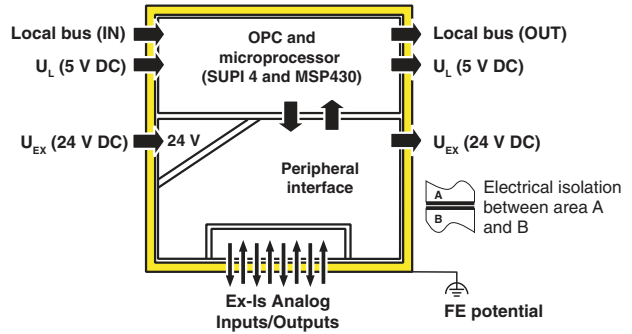 Local bus (IN)
OPC and
microprocessor
(SUPI 4 and MSP430)
Local bus (OUT)
UL (5 V DC)
UL (5 V DC)
UEX (24 V DC)
24 V
UEX (24 V DC)
Peripheral
interface
A
B
Electrical isolation
between area A
and B
Ex-Is Analog
Inputs/Outputs
FE potential